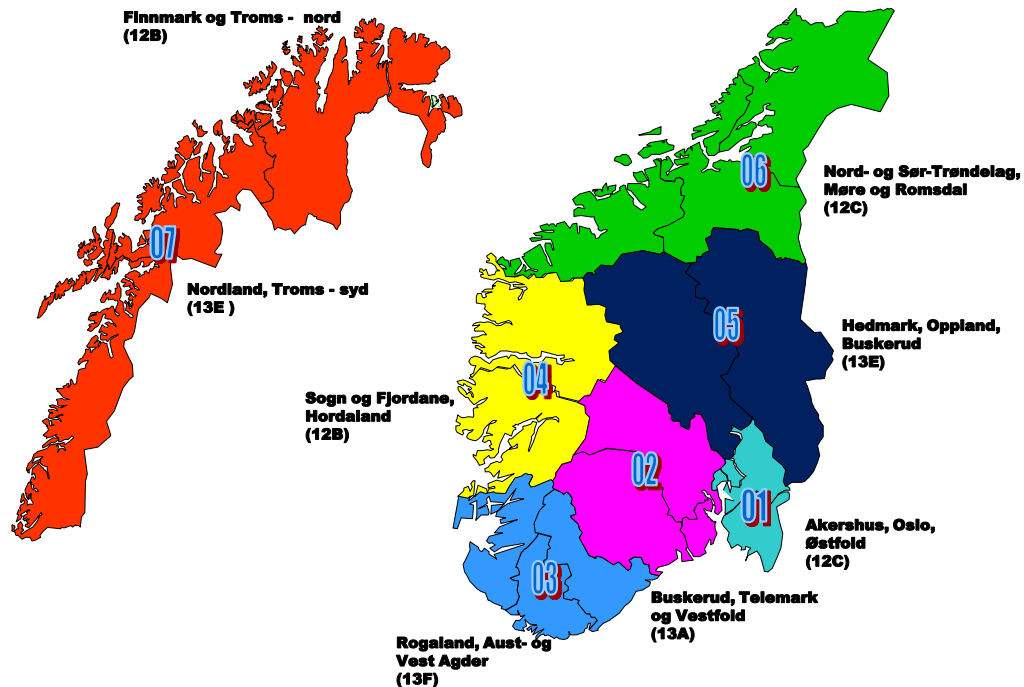 Finnmark og Troms - nord
(12B)
06
Nord- og Sør-Trøndelag,
Møre og Romsdal
(12C)
07
Nordland, Troms - syd
(13E )
05
Hedmark, Oppland,
Buskerud
(13E)
04
Sogn og Fjordane,
Hordaland
(12B)
02
01
Akershus, Oslo,
Østfold
(12C)
03
Buskerud, Telemark
og Vestfold
(13A)
Rogaland, Aust- og
Vest Agder
(13F)